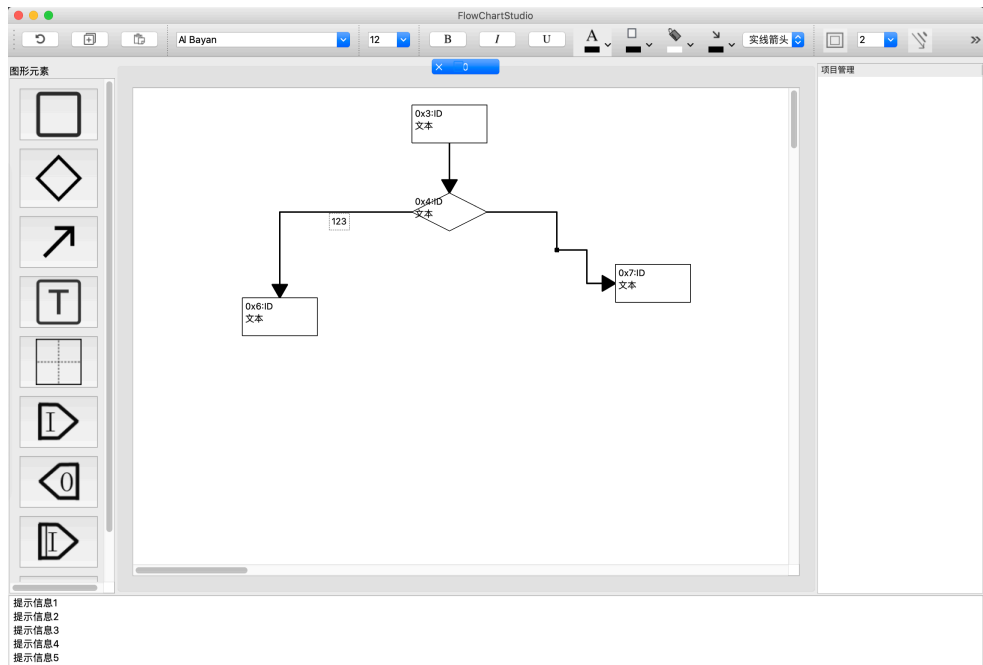 FlowChartStudio
Al Bayan
12
B
I
U
A
实线箭头
2
图形元素
项目管理
T
I
0
I
0x3:ID
文本
0x4:ID
文本
123
0x7:ID
文本
0x6:ID
文本
提示信息1
提示信息2
提示信息3
提示信息4
提示信息5